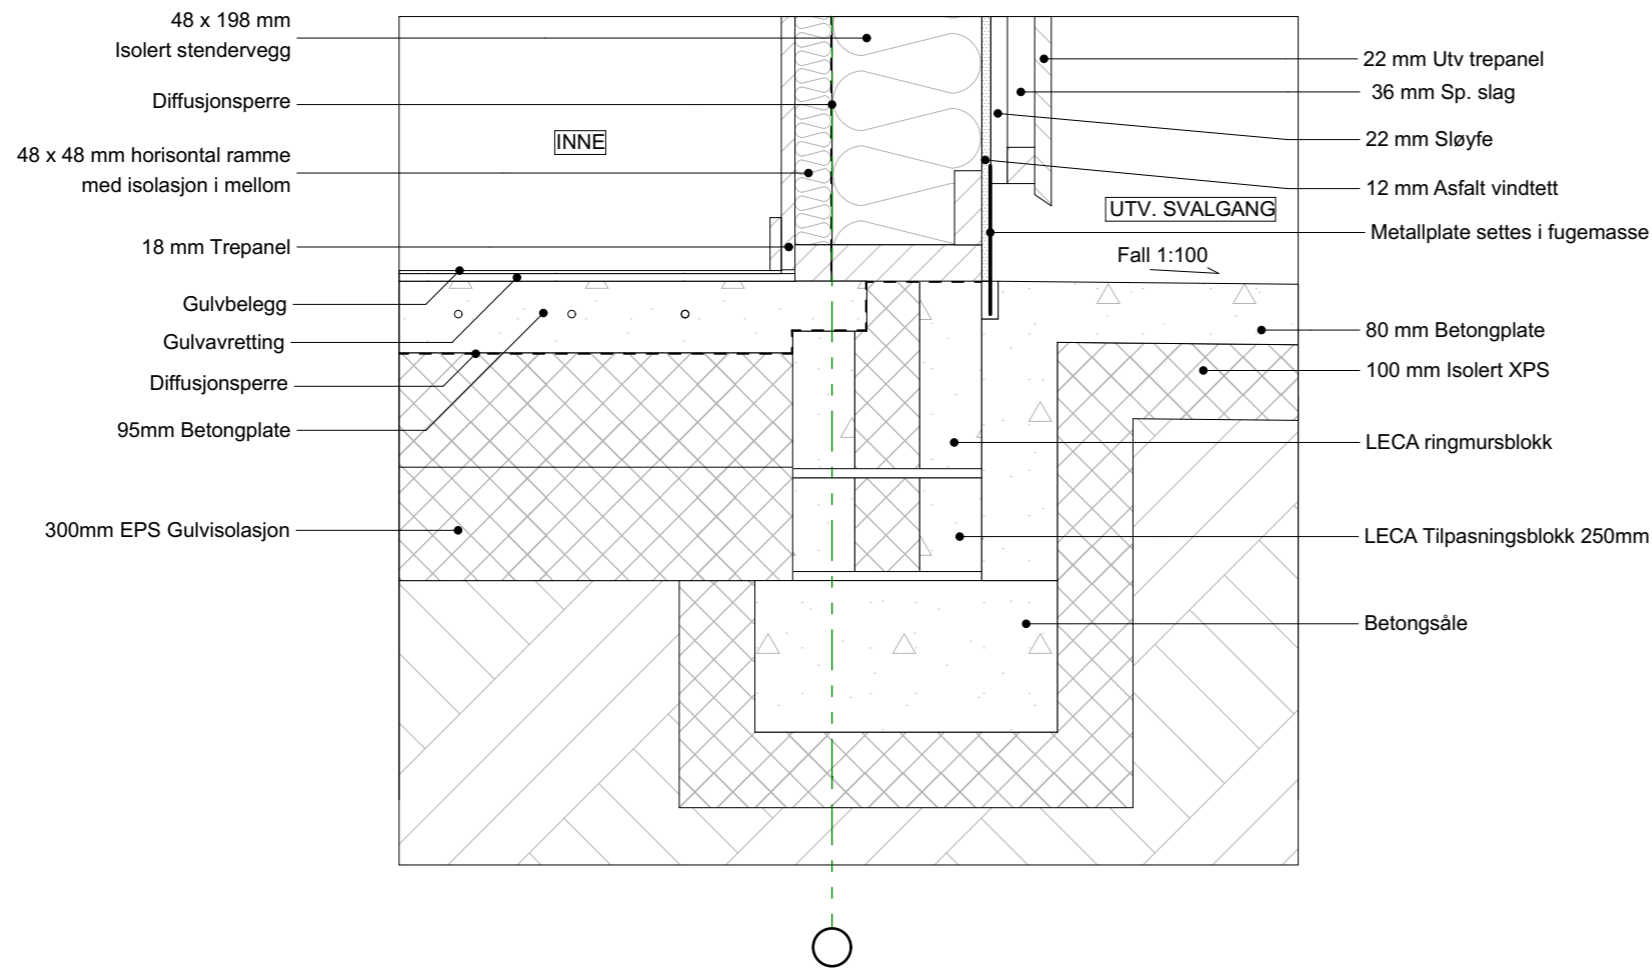 48 x 198 mm
Isolert stendervegg
Diffusjonsperre
INNE
48 x 48 mm horisontal ramme
med isolasjon i mellom
18 mm Trepanel
Gulvbelegg
Gulvavretting
Diffusjonsperre
95mm Betongplate
300mm EPS Gulvisolasjon
22 mm Utv trepanel
36 mm Sp. slag
22 mm Sløyfe
12 mm Asfalt vindtett
UTV. SVALGANG
Metallplate settes i fugemasse
Fall 1:100
80 mm Betongplate
100 mm Isolert XPS
LECA ringmursblokk
LECA Tilpasningsblokk 250mm
Betongsåle